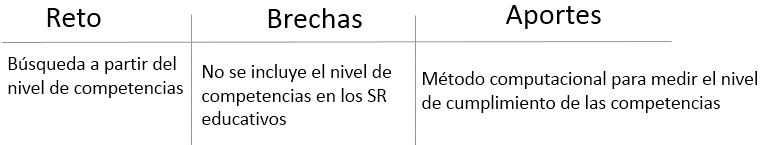 Reto
Brechas
Aportes
Búsqueda a partir del
nivel de competencias
No se incluye el nivel de
competencias en los SR
educativos
Método computacional para medir el nivel
de cumplimiento de las competencias